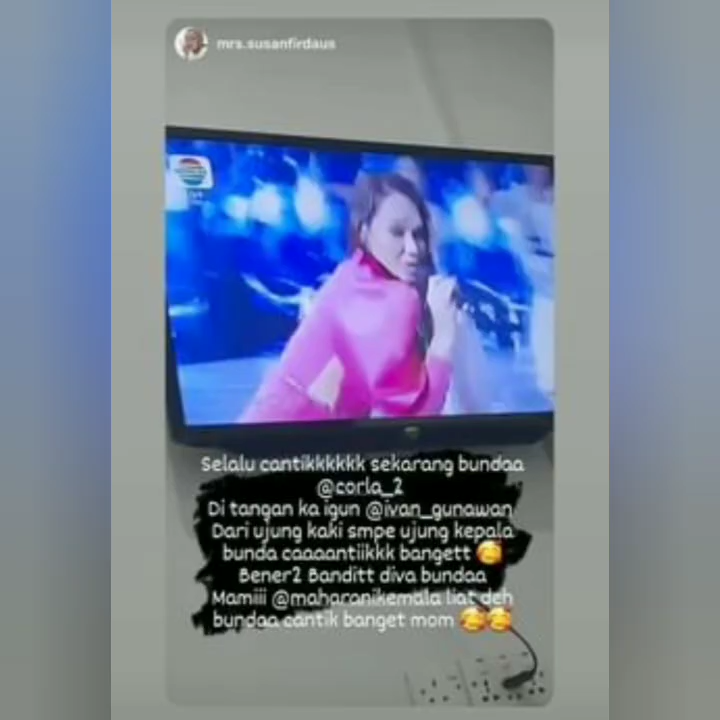 mrs.susanfirdaus
Selalu cantikkkkkk sekarang bundaa
@corla_2
Di tangan ka igun @ivan_gunawan
Dari ujung kaki smpe ujung kepala
bunda caaaantiikkk bangett 🥰
Bener2 Banditt diva bundaa
Mamiii @maharanikemala liat deh
bundaa cantik banget mom 🥰🥰